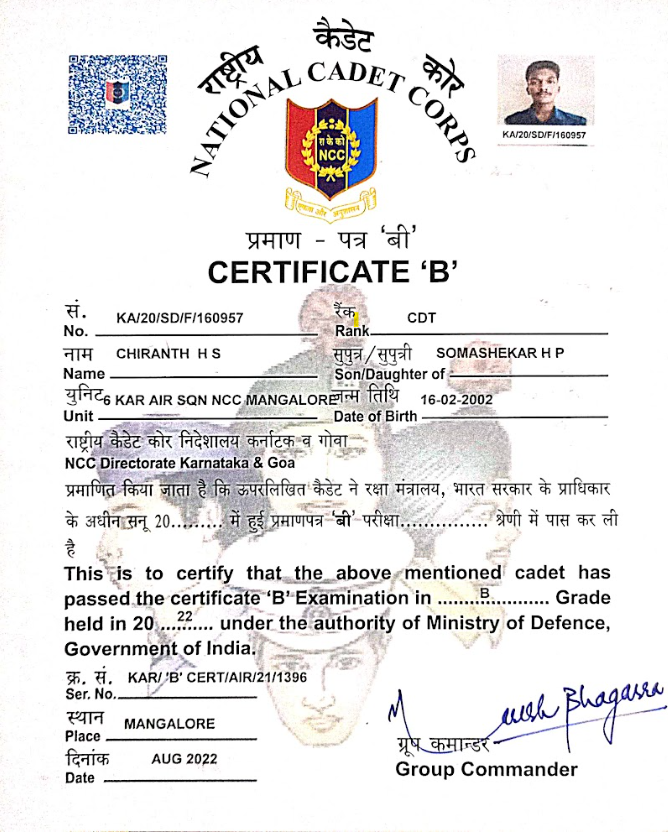 राष्ट्रीय कैडेट कोर
NATIONAL CADET CORPS
KA/20/SD/F/160957
रा के को
NCC
एकता और अनुशासन
प्रमाण - पत्र 'बी'
CERTIFICATE 'B'
सं. KA/20/SD/F/160957 रैंक CDT
No. Rank
नाम CHIRANTH H S सुपुत्र/सुपुत्री SOMASHEKAR H P
Name Son/Daughter of
युनिट 6 KAR AIR SQN NCC MANGALORE जन्म तिथि 16-02-2002
Unit Date of Birth
राष्ट्रीय कैडेट कोर निदेशालय कर्नाटक व गोवा
NCC Directorate Karnataka & Goa
प्रमाणित किया जाता है कि ऊपरलिखित कैडेट ने रक्षा मंत्रालय, भारत सरकार के प्राधिकार
के अधीन सनू 20......... में हुई प्रमाणपत्र 'बी' परीक्षा............... श्रेणी में पास कर ली
है
This is to certify that the above mentioned cadet has
passed the certificate 'B' Examination in ........B........... Grade
held in 20 ...22...... under the authority of Ministry of Defence,
Government of India.
क्र. सं. KAR/ 'B' CERT/AIR/21/1396
Ser. No.
स्थान MANGALORE
Place
दिनांक AUG 2022
Date
ग्रूप कमान्डर
Group Commander